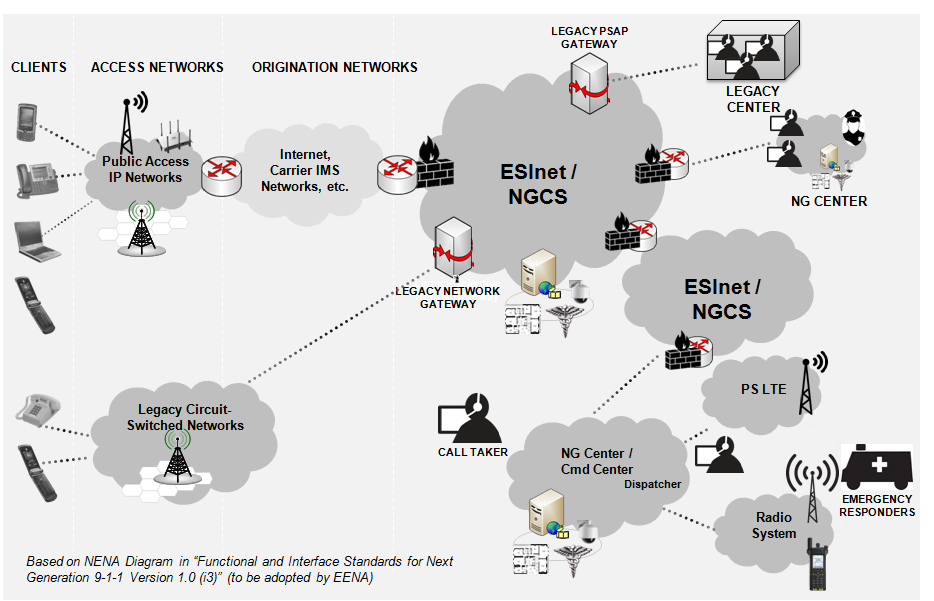 CLIENTS
ACCESS NETWORKS
ORIGINATION NETWORKS
LEGACY PSAP
GATEWAY
LEGACY
CENTER
Public Access
IP Networks
Internet,
Carrier IMS
Networks, etc.
ESInet /
NGCS
NG CENTER
LEGACY NETWORK
GATEWAY
ESInet /
NGCS
PS LTE
Legacy Circuit-
Switched Networks
CALL TAKER
NG Center /
Cmd Center
Dispatcher
EMERGENCY
RESPONDERS
Radio
System
Based on NENA Diagram in “Functional and Interface Standards for Next
Generation 9-1-1 Version 1.0 (i3)” (to be adopted by EENA)